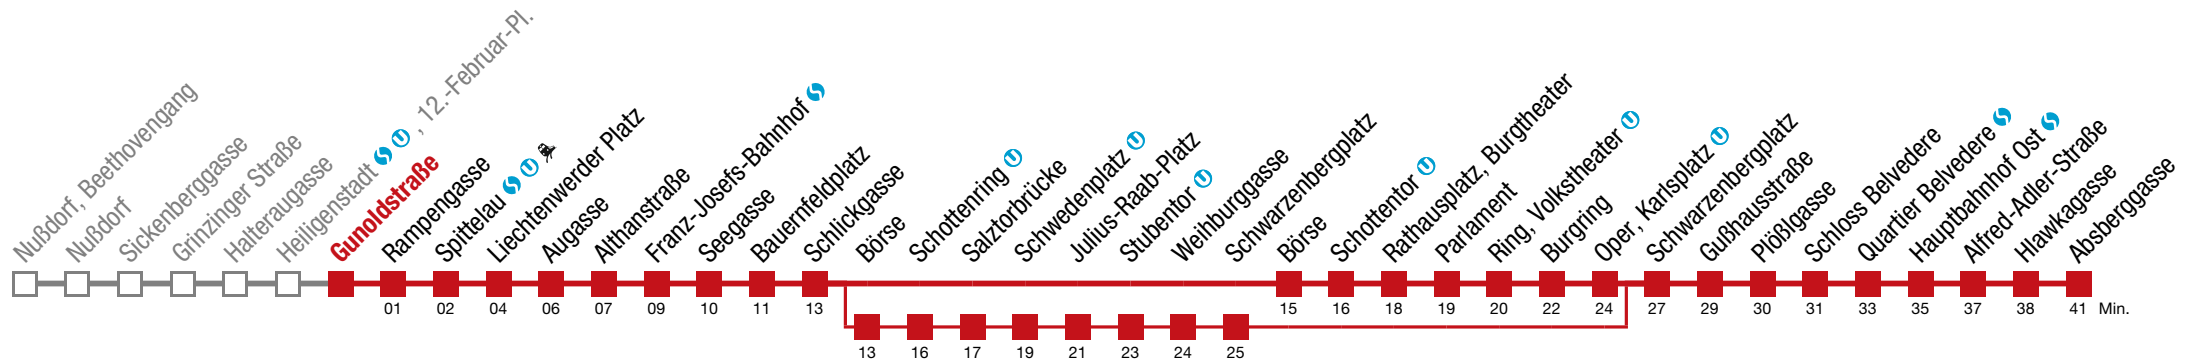 Nußdorf, Beethovengang
Nußdorf
Sickenberggasse
Grinzinger Straße
Halteraugasse
Heiligenstadt S U , 12.-Februar-Pl.
Gunoldstraße
Rampengasse
Spittelau S U
Liechtenwerder Platz
Augasse
Althanstraße
Franz-Josefs-Bahnhof S
Seegasse
Bauernfeldplatz
Schlickgasse
Börse
Schottenring U
Salztorbrücke
Schwedenplatz U
Julius-Raab-Platz
Stubentor U
Weihburggasse
Schwarzenbergplatz
Börse
Schottentor U
Rathausplatz, Burgtheater
Parlament
Ring, Volkstheater U
Burgring
Oper, Karlsplatz U
Schwarzenbergplatz
Gußhausstraße
Plößlgasse
Schloss Belvedere
Quartier Belvedere S
Hauptbahnhof Ost S
Alfred-Adler-Straße
Hlawkagasse
Absberggasse
01 02 04 06 07 09 10 11 13 15 16 18 19 20 22 24 27 29 30 31 33 35 37 38 41 Min.
13 16 17 19 21 23 24 25